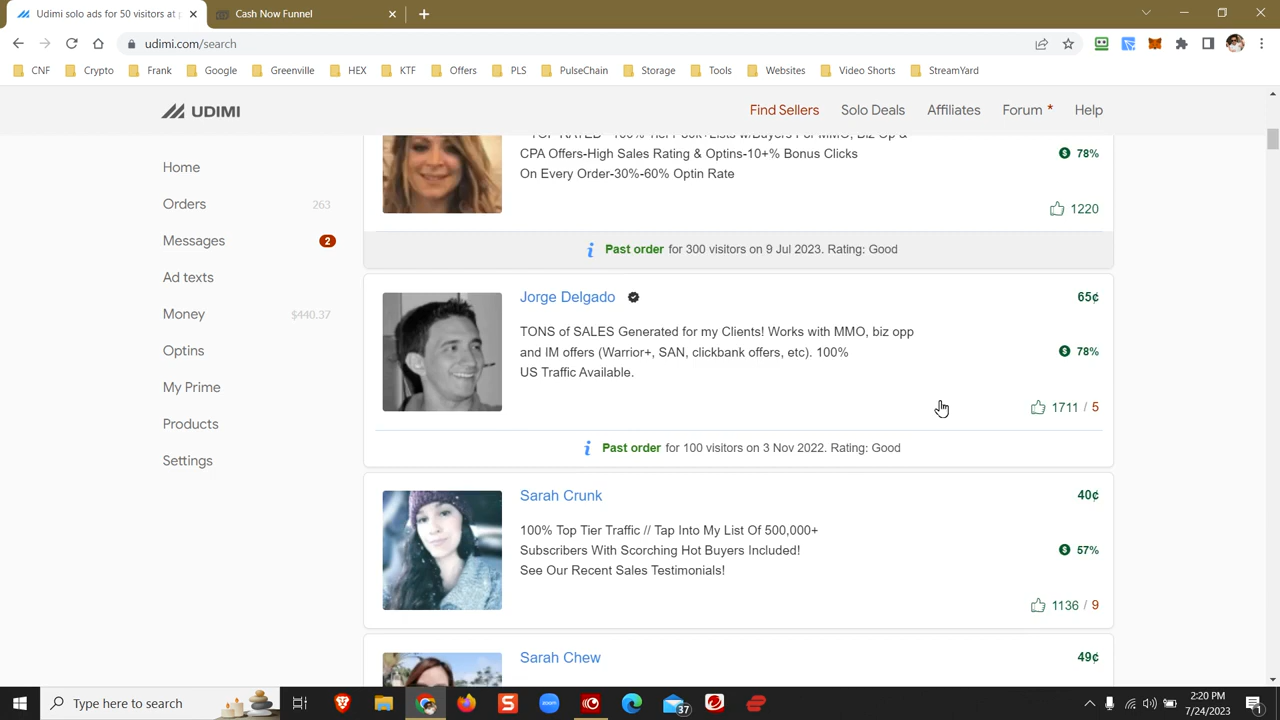 Udimi solo ads for 50 visitors at
Cash Now Funnel
udimi.com/search
CNF
Crypto
Frank
Google
Greenville
HEX
KTF
Offers
PLS
PulseChain
Storage
Tools
Websites
Video Shorts
StreamYard
UDIMI
Find Sellers
Solo Deals
Affiliates
Forum *
Help
Home
Orders 263
Messages 2
Ad texts
Money $440.37
Optins
My Prime
Products
Settings
CPA Offers-High Sales Rating & Optins-10+% Bonus Clicks
On Every Order-30%-60% Optin Rate
78%
1220
Past order for 300 visitors on 9 Jul 2023. Rating: Good
Jorge Delgado
65¢
TONS of SALES Generated for my Clients! Works with MMO, biz opp
and IM offers (Warrior+, SAN, clickbank offers, etc). 100%
US Traffic Available.
78%
1711 / 5
Past order for 100 visitors on 3 Nov 2022. Rating: Good
Sarah Crunk
40¢
100% Top Tier Traffic // Tap Into My List Of 500,000+
Subscribers With Scorching Hot Buyers Included!
See Our Recent Sales Testimonials!
57%
1136 / 9
Sarah Chew
49¢
Type here to search
zoom
37
2:20 PM
7/24/2023
1